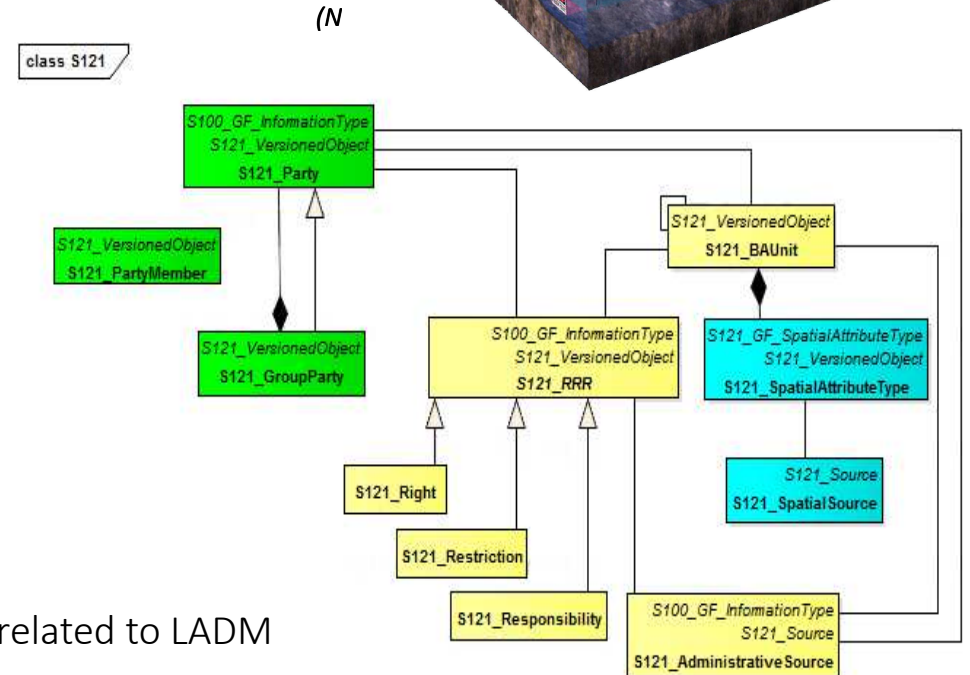 (N
class S121
S100_GF_InformationType
S121_VersionedObject
S121_Party
S121_VersionedObject
S121_BAUnit
S121_VersionedObject
S121_PartyMember
S100_GF_InformationType
S121_VersionedObject
S121_RRR
S121_GF_SpatialAttributeType
S121_VersionedObject
S121_SpatialAttributeType
S121_VersionedObject
S121_GroupParty
S121_Source
S121_SpatialSource
S121_Right
S121_Restriction
S121_Responsibility
S100_GF_InformationType
S121_Source
S121_AdministrativeSource
related to LADM